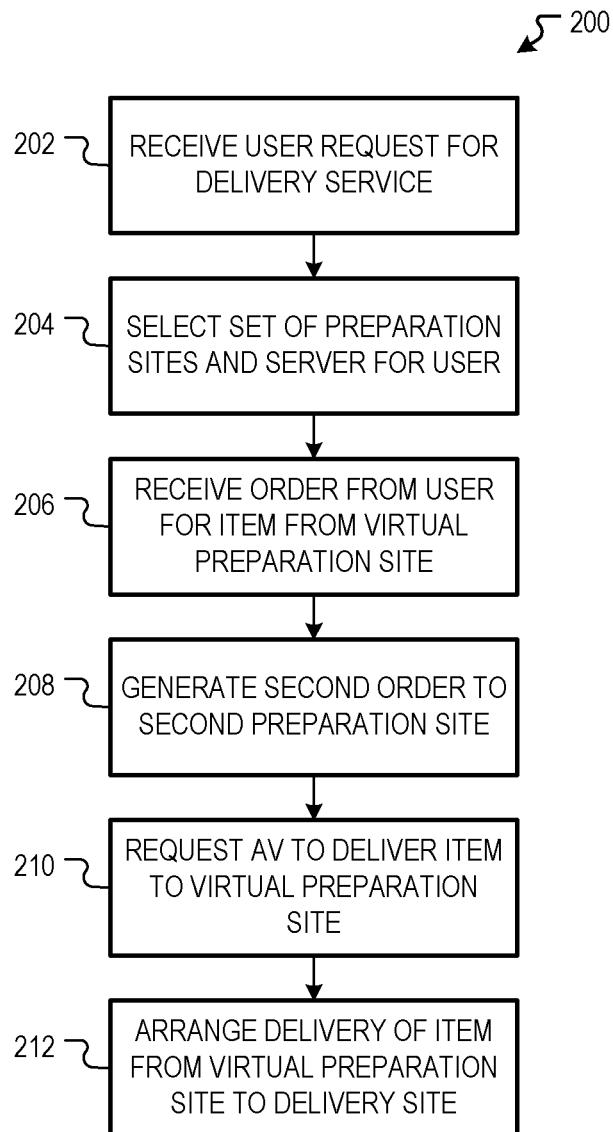 200
202
RECEIVE USER REQUEST FOR
DELIVERY SERVICE
204
SELECT SET OF PREPARATION
SITES AND SERVER FOR USER
206
RECEIVE ORDER FROM USER
FOR ITEM FROM VIRTUAL
PREPARATION SITE
208
GENERATE SECOND ORDER TO
SECOND PREPARATION SITE
210
REQUEST AV TO DELIVER ITEM
TO VIRTUAL PREPARATION
SITE
212
ARRANGE DELIVERY OF ITEM
FROM VIRTUAL PREPARATION
SITE TO DELIVERY SITE